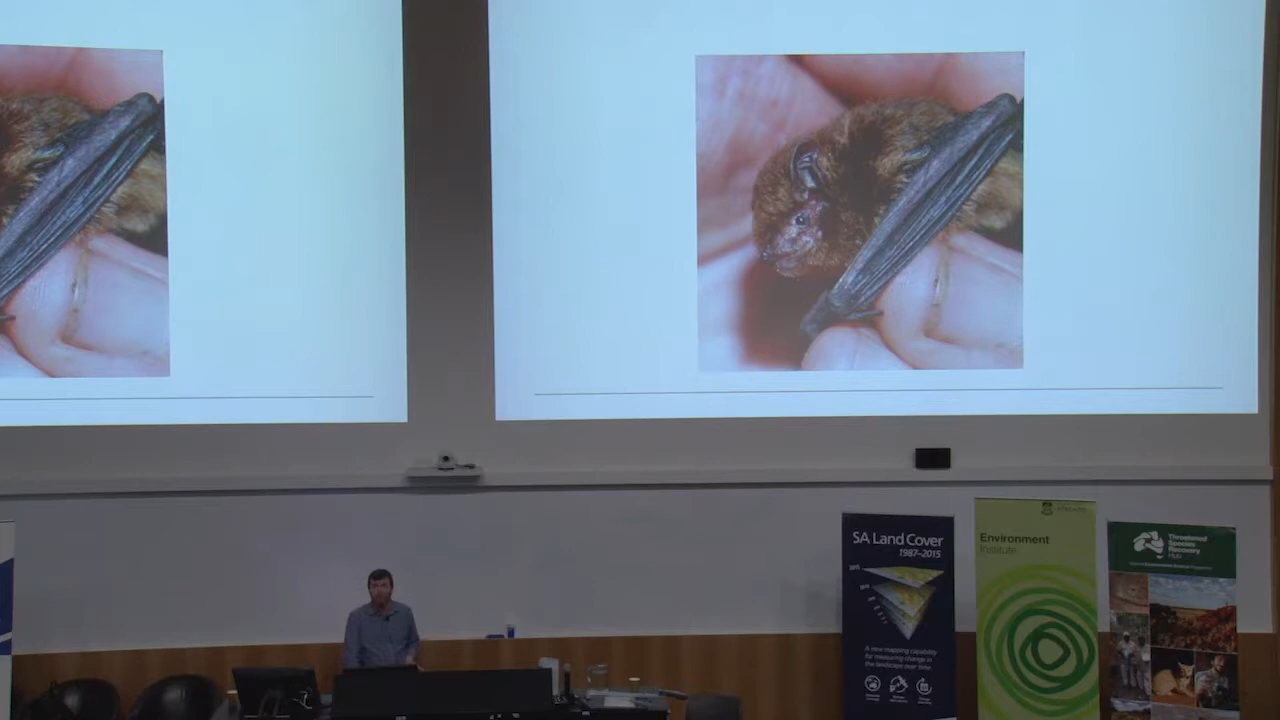 SA Land Cover
1987–2015
A new mapping capability
for measuring change in
the landscape over time
Environment
Institute
Threatened
Species
Recovery
Hub